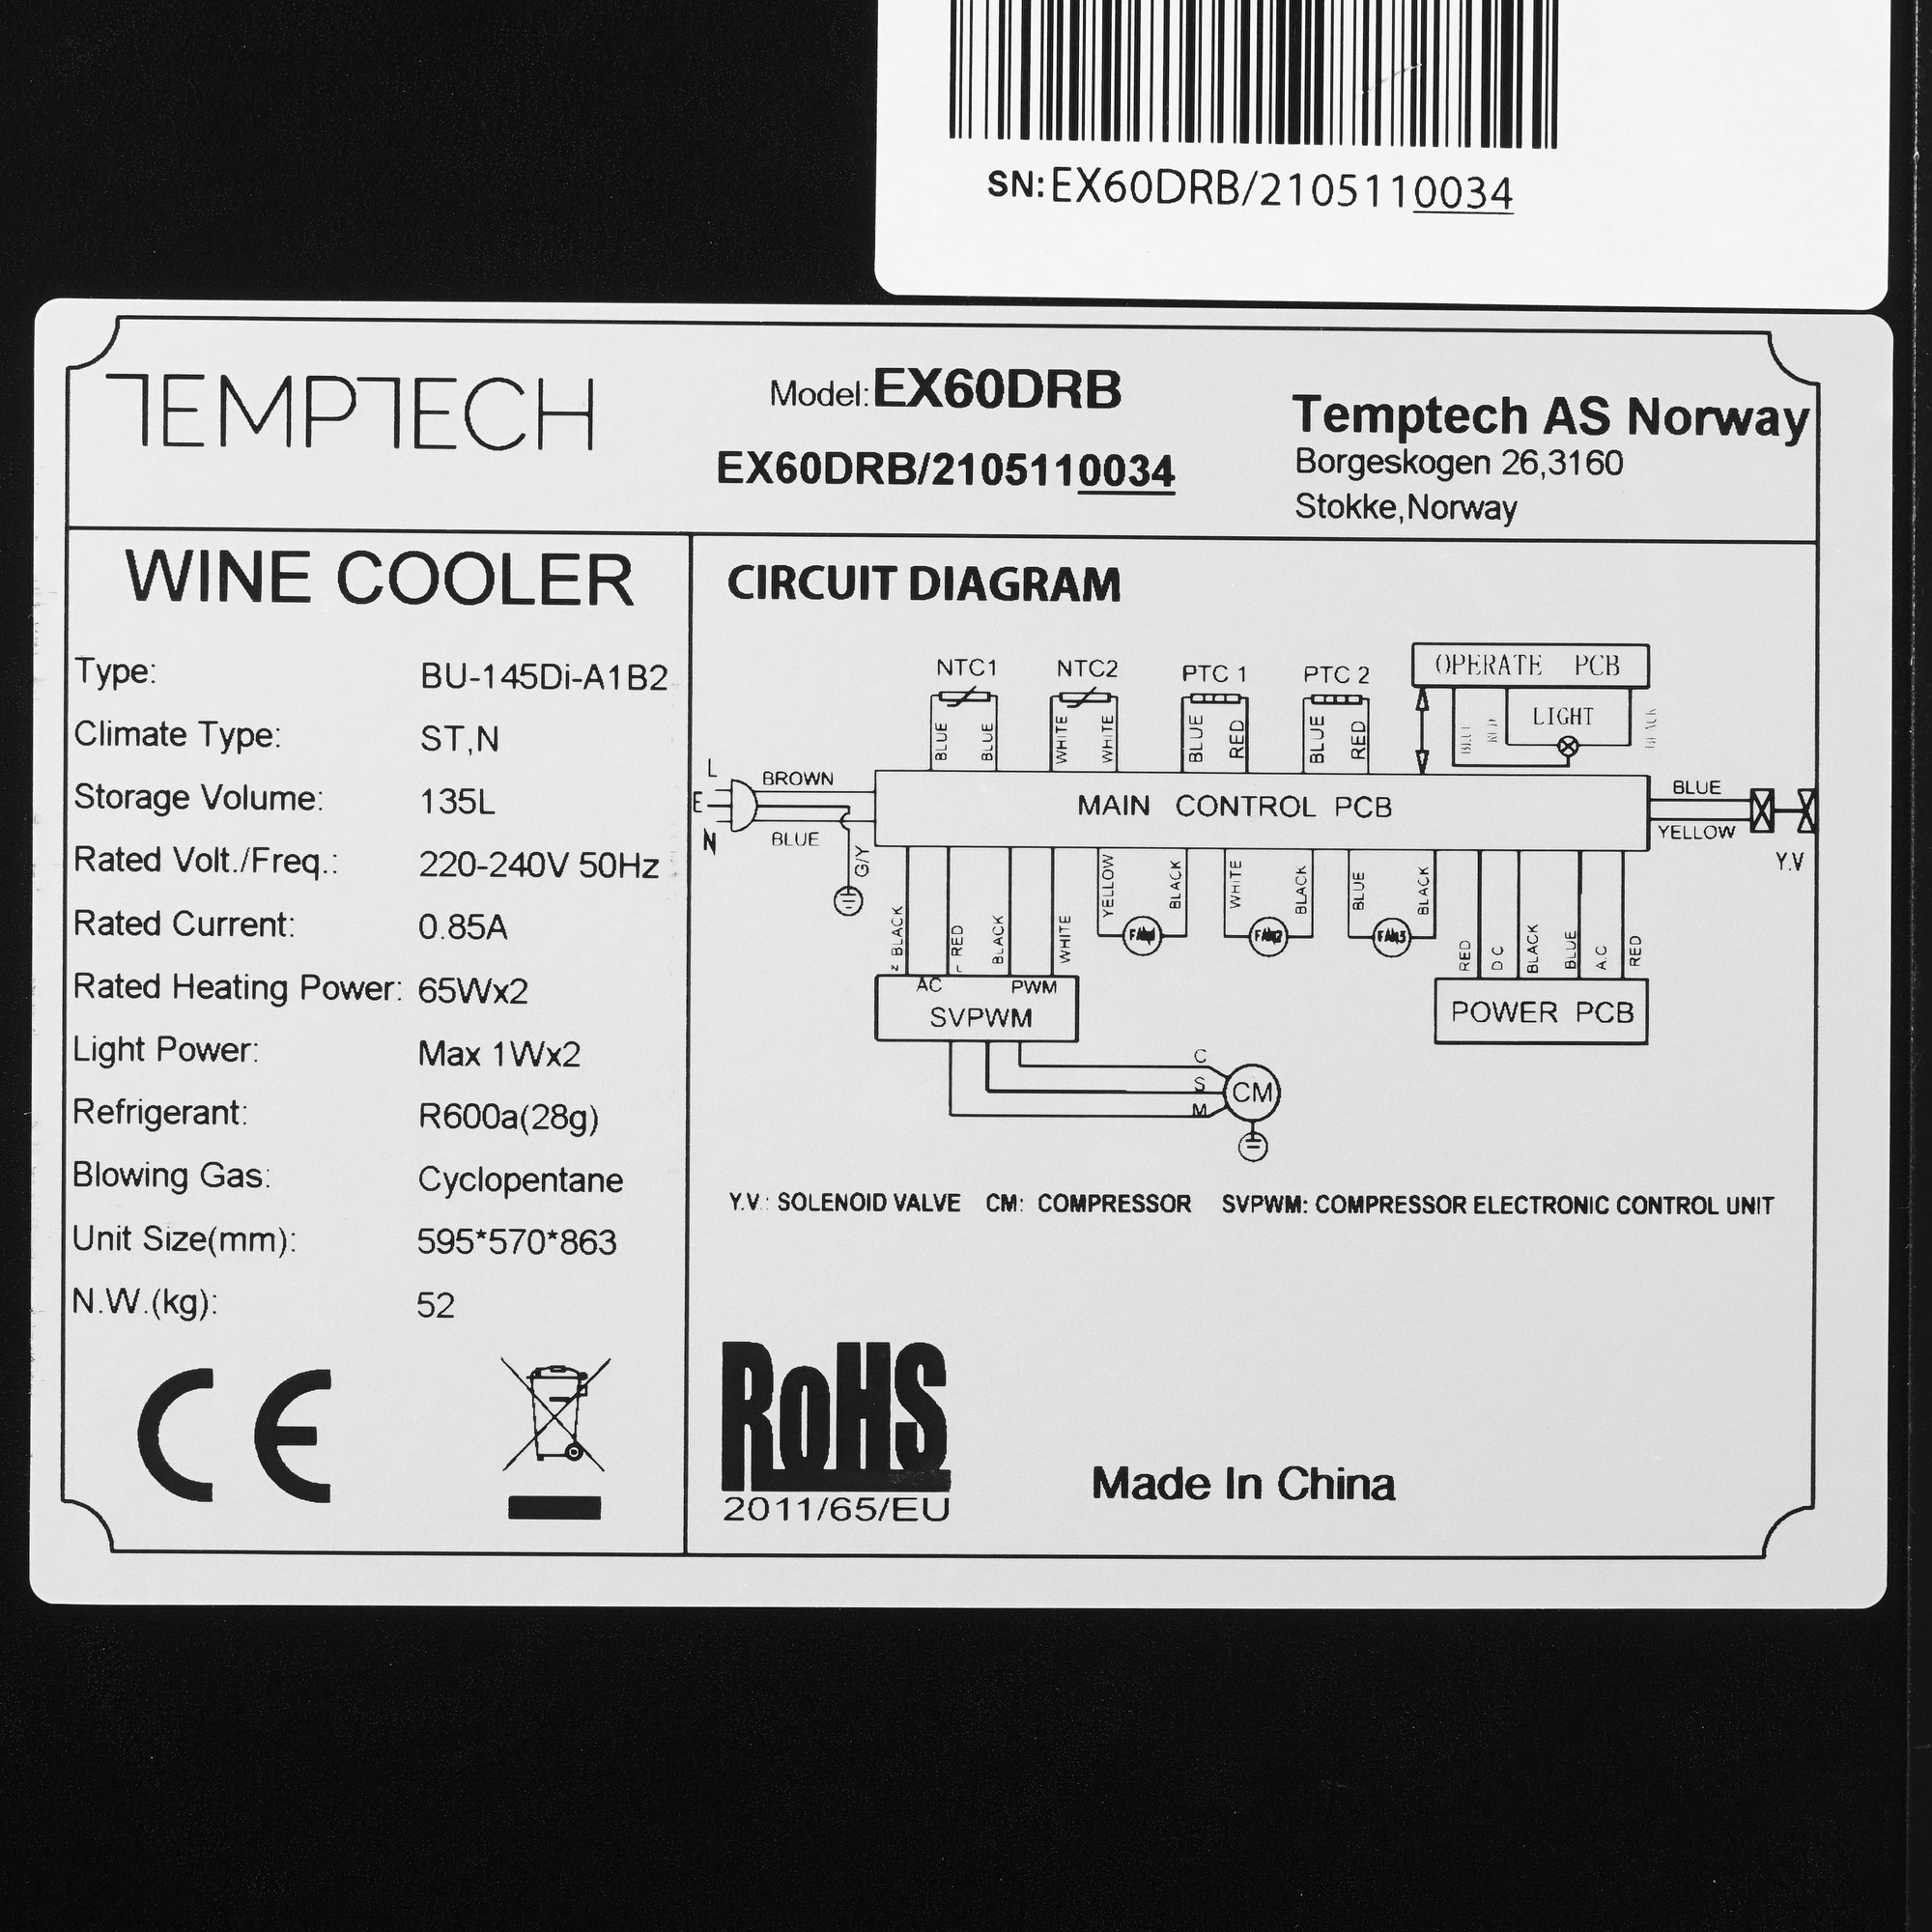 SN:EX60DRB/2105110034
TEMPTECH
Model:EX60DRB
EX60DRB/2105110034
Temptech AS Norway
Borgeskogen 26,3160
Stokke,Norway
WINE COOLER
Type: BU-145Di-A1B2
Climate Type: ST,N
Storage Volume: 135L
Rated Volt./Freq.: 220-240V 50Hz
Rated Current: 0.85A
Rated Heating Power: 65Wx2
Light Power: Max 1Wx2
Refrigerant: R600a(28g)
Blowing Gas: Cyclopentane
Unit Size(mm): 595*570*863
N.W.(kg): 52
CE
CIRCUIT DIAGRAM
NTC1 NTC2 PTC 1 PTC 2 OPERATE PCB
BLUE BLUE WHITE WHITE BLUE RED BLUE RED BLUE RED LIGHT BLACK
L BROWN
E
N BLUE
G/Y
MAIN CONTROL PCB
BLUE
YELLOW
Y.V
N BLACK L RED BLACK WHITE YELLOW BLACK WHITE BLACK BLUE BLACK RED DC BLACK BLUE A.C RED
FAN2 FAN3
AC PWM
SVPWM
POWER PCB
C
S
M
CM
Y.V.: SOLENOID VALVE CM: COMPRESSOR SVPWM: COMPRESSOR ELECTRONIC CONTROL UNIT
RoHS
2011/65/EU
Made In China